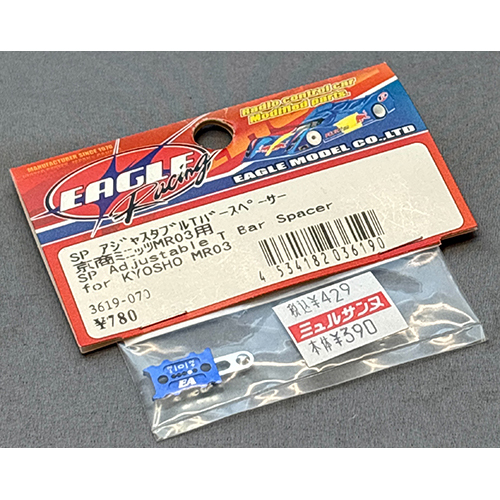 Radio control car
Modified parts.
MANUFACTURER SINCE 1970
EAGLE
Racing
EAGLE MODEL CO.,LTD
SP アジャスタブルTバースペーサー
京商ミニッツMR03用
SP Adjustable T Bar Spacer
for KYOSHO MR03
3619-070
¥780
4 534182 036190
税込¥429
ミュルサンヌ
本体¥390
EA